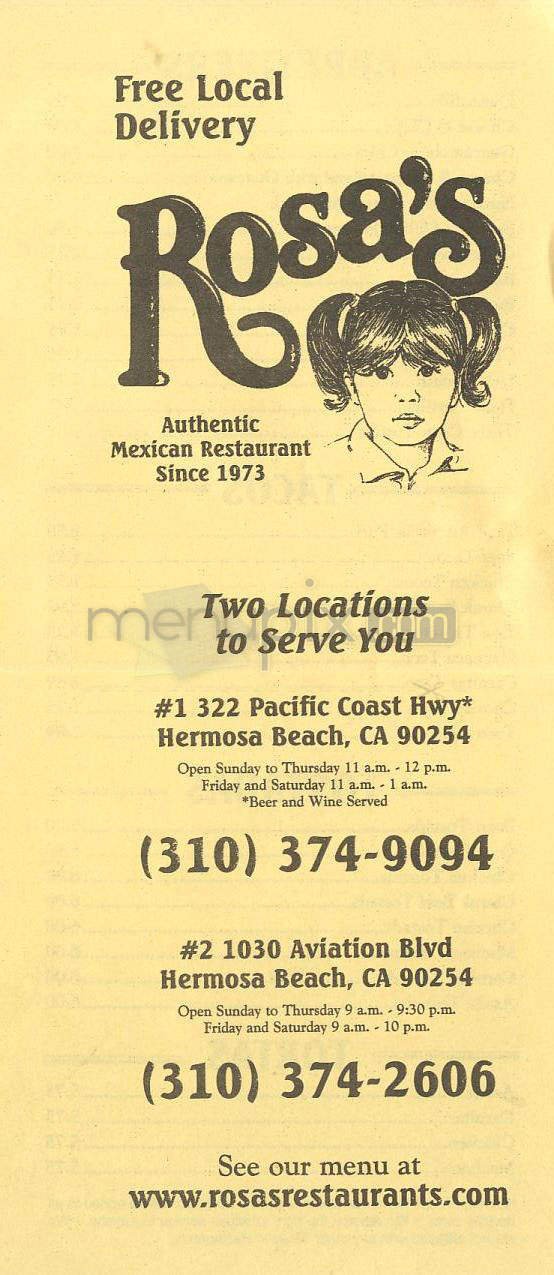 Free Local
Delivery
Rosa's
Authentic
Mexican Restaurant
Since 1973
menupix.com
Two Locations
to Serve You
#1 322 Pacific Coast Hwy*
Hermosa Beach, CA 90254
Open Sunday to Thursday 11 a.m. - 12 p.m.
Friday and Saturday 11 a.m. - 1 a.m.
*Beer and Wine Served
(310) 374-9094
#2 1030 Aviation Blvd
Hermosa Beach, CA 90254
Open Sunday to Thursday 9 a.m. - 9:30 p.m.
Friday and Saturday 9 a.m. - 10 p.m.
(310) 374-2606
See our menu at
www.rosasrestaurants.com